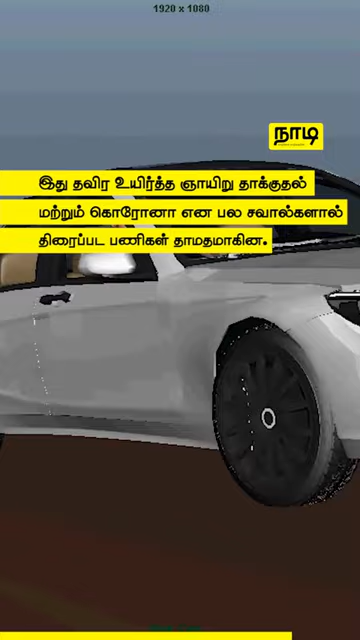 1920 x 1080
நாடி
இது தவிர உயிர்த்த ஞாயிறு தாக்குதல்
மற்றும் கொரோனா என பல சவால்களால்
திரைப்பட பணிகள் தாமதமாகின.